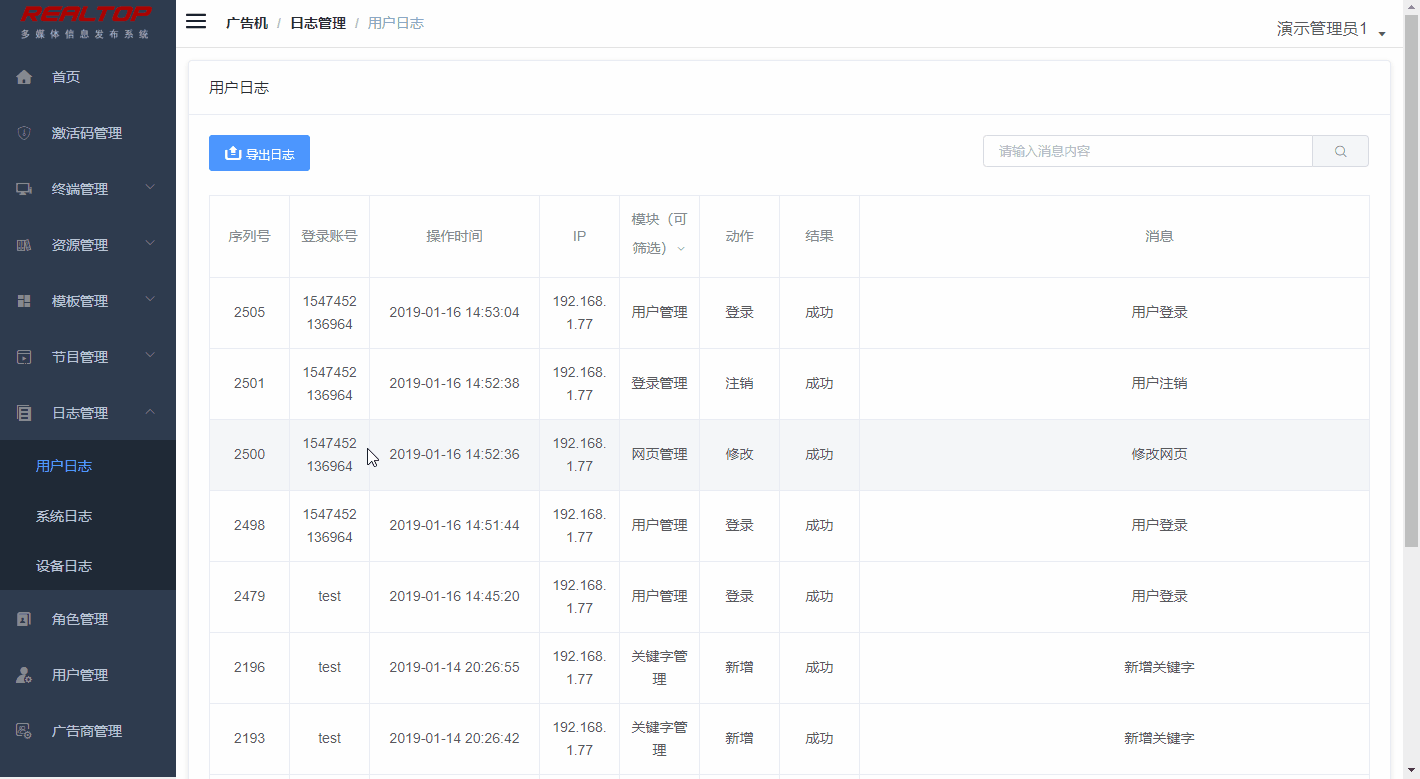 REALTOP
多媒体信息发布系统
首页
激活码管理
终端管理
资源管理
模板管理
节目管理
日志管理
用户日志
系统日志
设备日志
角色管理
用户管理
广告商管理
广告机 / 日志管理 / 用户日志
演示管理员1
用户日志
导出日志
请输入消息内容
序列号 登录账号 操作时间 IP 模块（可 动作 结果 消息
筛选）
1547452 192.168.
2505 2019-01-16 14:53:04 用户管理 登录 成功 用户登录
136964 1.77
1547452 192.168.
2501 2019-01-16 14:52:38 登录管理 注销 成功 用户注销
136964 1.77
1547452 192.168.
2500 2019-01-16 14:52:36 网页管理 修改 成功 修改网页
136964 1.77
1547452 192.168.
2498 2019-01-16 14:51:44 用户管理 登录 成功 用户登录
136964 1.77
192.168.
2479 test 2019-01-16 14:45:20 用户管理 登录 成功 用户登录
1.77
192.168. 关键字管
2196 test 2019-01-14 20:26:55 新增 成功 新增关键字
1.77 理
192.168. 关键字管
2193 test 2019-01-14 20:26:42 新增 成功 新增关键字
1.77 理